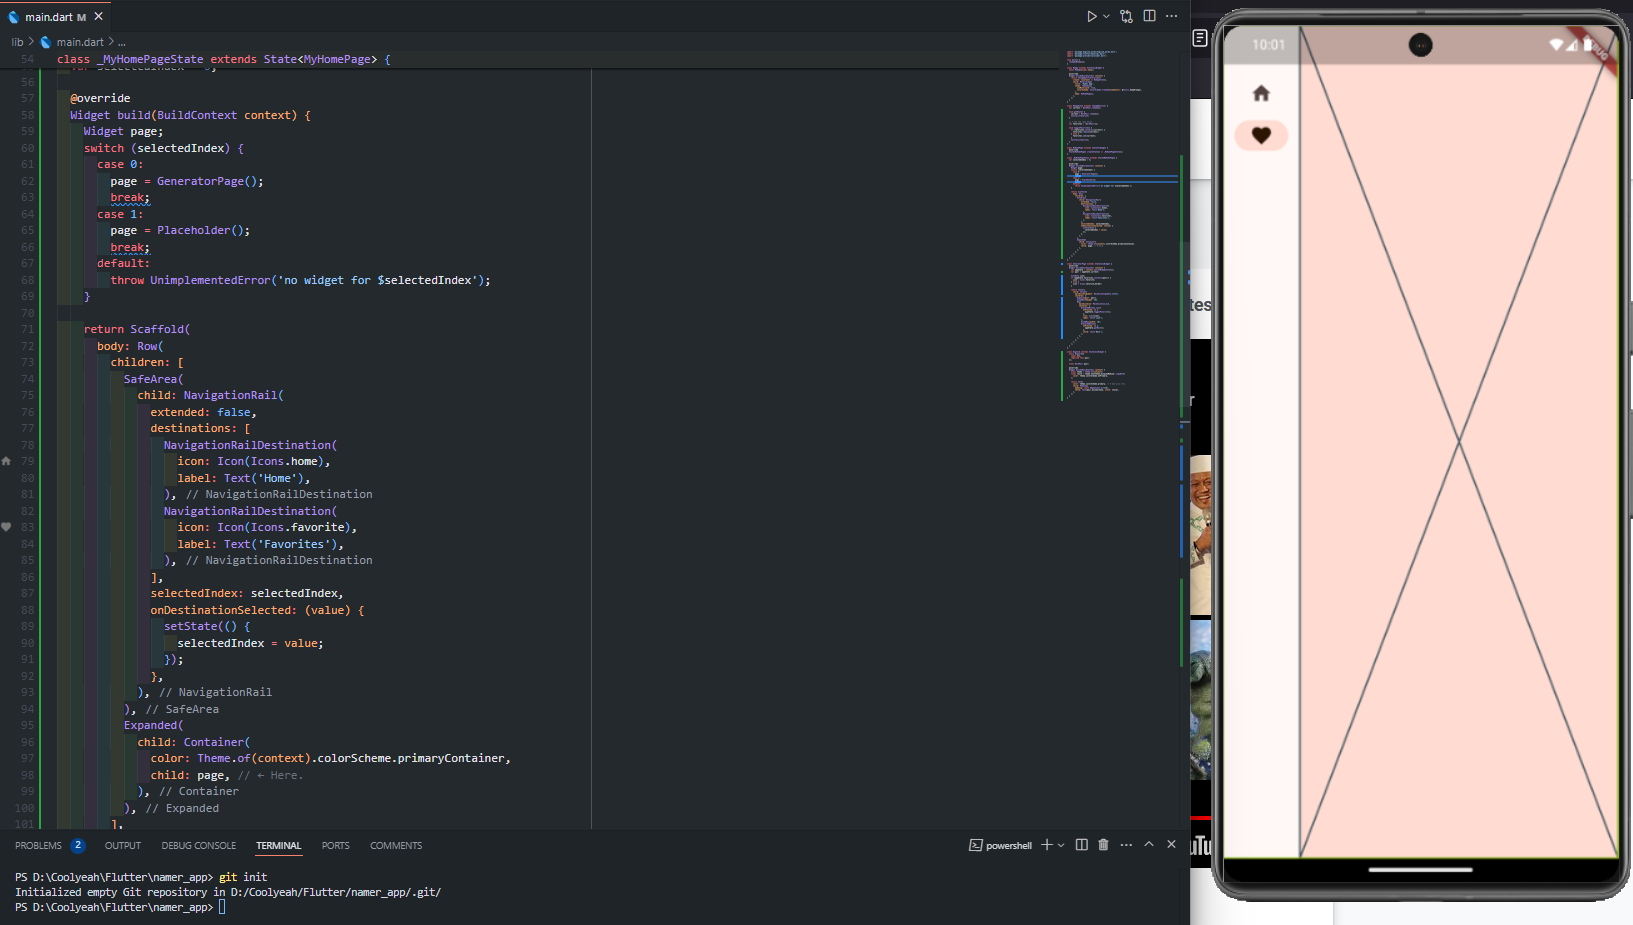 main.dart M
lib > main.dart > ...
54 class _MyHomePageState extends State<MyHomePage> {
56
57 @override
58 Widget build(BuildContext context) {
59 Widget page;
60 switch (selectedIndex) {
61 case 0:
62 page = GeneratorPage();
63 break;
64 case 1:
65 page = Placeholder();
66 break;
67 default:
68 throw UnimplementedError('no widget for $selectedIndex');
69 }
70
71 return Scaffold(
72 body: Row(
73 children: [
74 SafeArea(
75 child: NavigationRail(
76 extended: false,
77 destinations: [
78 NavigationRailDestination(
79 icon: Icon(Icons.home),
80 label: Text('Home'),
81 ), // NavigationRailDestination
82 NavigationRailDestination(
83 icon: Icon(Icons.favorite),
84 label: Text('Favorites'),
85 ), // NavigationRailDestination
86 ],
87 selectedIndex: selectedIndex,
88 onDestinationSelected: (value) {
89 setState(() {
90 selectedIndex = value;
91 });
92 },
93 ), // NavigationRail
94 ), // SafeArea
95 Expanded(
96 child: Container(
97 color: Theme.of(context).colorScheme.primaryContainer,
98 child: page, // ← Here.
99 ), // Container
100 ), // Expanded
101 ],
PROBLEMS 2 OUTPUT DEBUG CONSOLE TERMINAL PORTS COMMENTS
powershell
PS D:\Coolyeah\Flutter\namer_app> git init
Initialized empty Git repository in D:/Coolyeah/Flutter/namer_app/.git/
PS D:\Coolyeah\Flutter\namer_app>
10:01